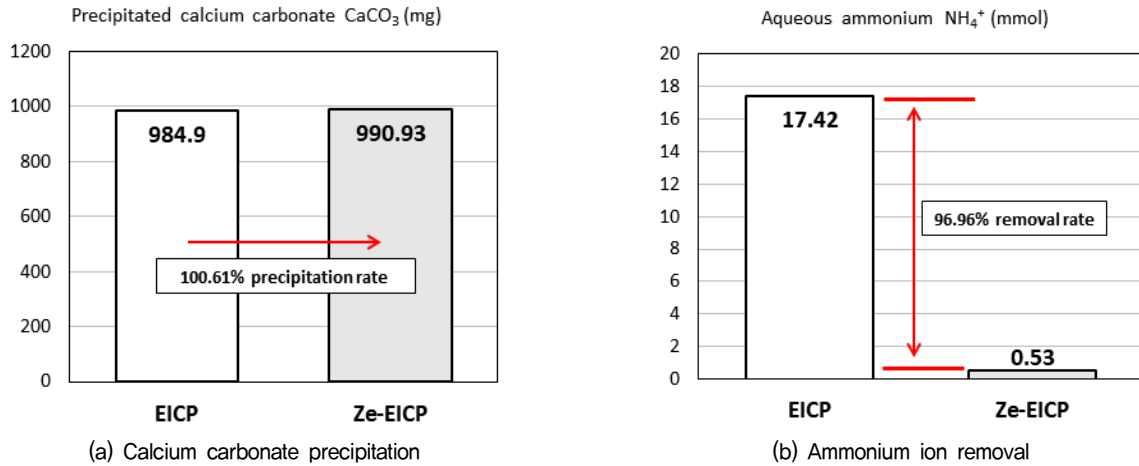 Precipitated calcium carbonate CaCO₃ (mg)
1200
1000
800
600
400
200
0
984.9
990.93
100.61% precipitation rate
EICP
Ze-EICP
(a) Calcium carbonate precipitation
Aqueous ammonium NH₄⁺ (mmol)
20
18
16
14
12
10
8
6
4
2
0
17.42
96.96% removal rate
0.53
EICP
Ze-EICP
(b) Ammonium ion removal